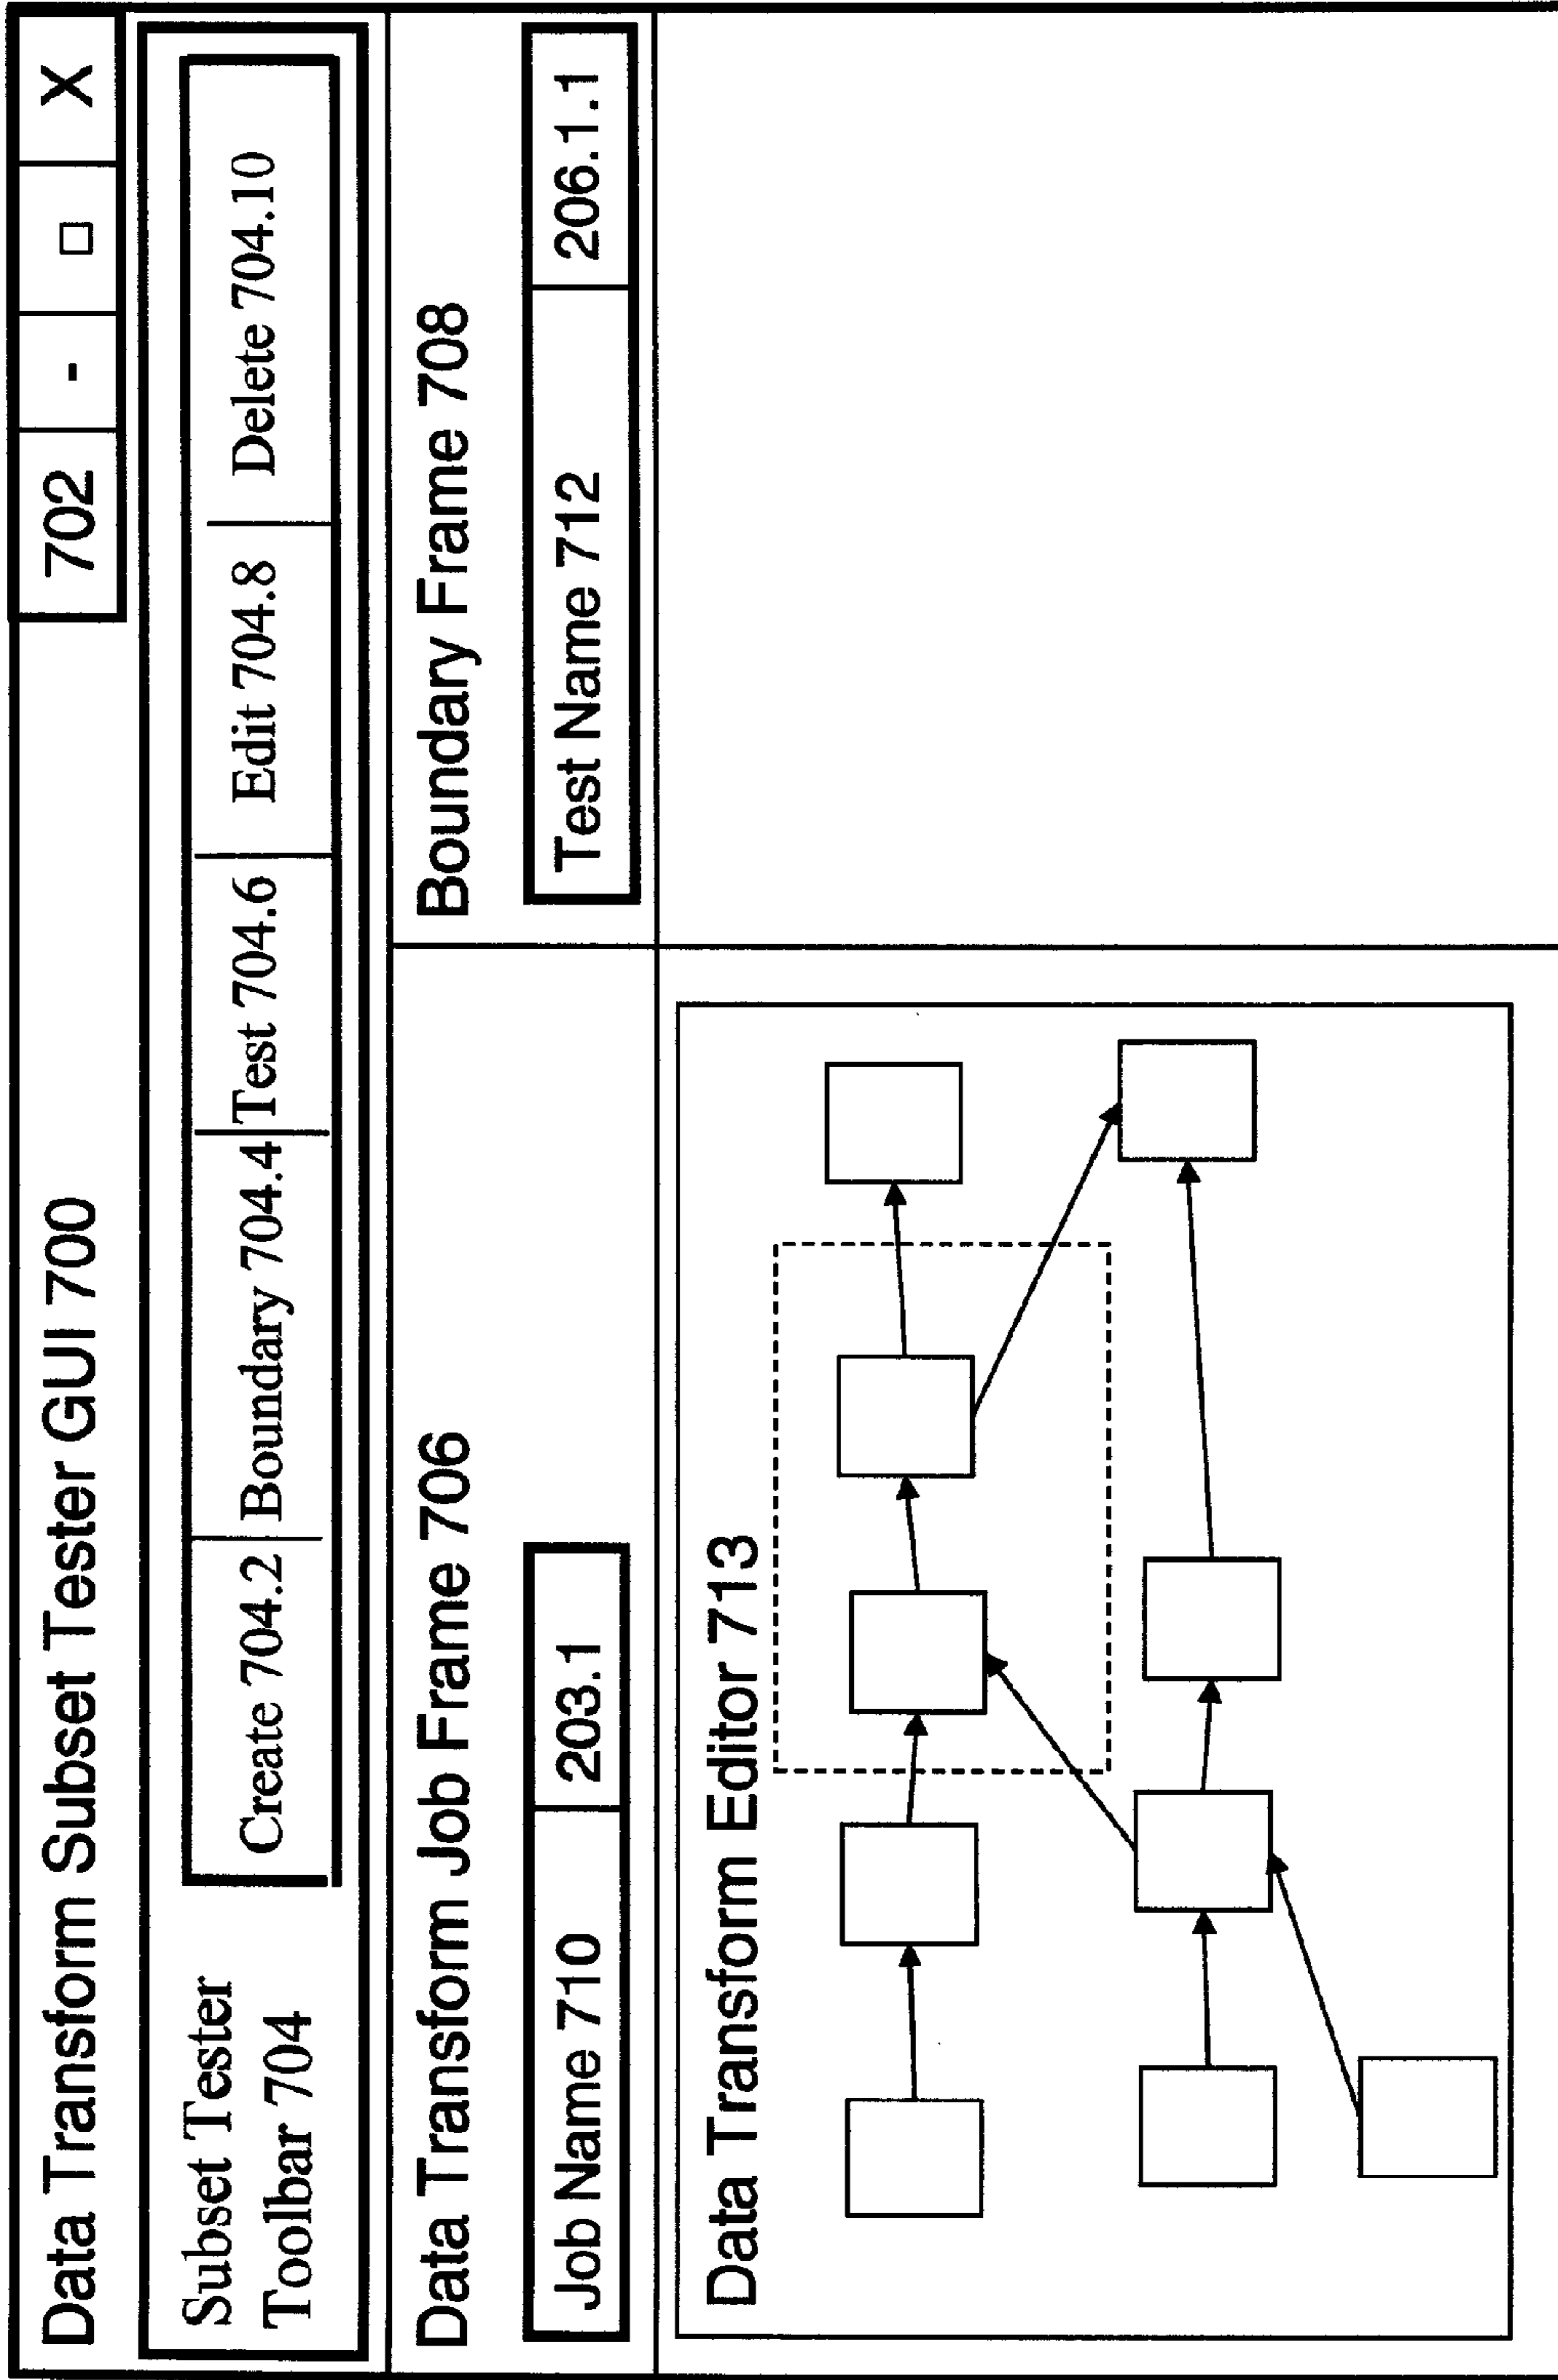 Data Transform Subset Tester GUI 700
702 - □ X
Subset Tester
Toolbar 704
Create 704.2 Boundary 704.4 Test 704.6 Edit 704.8 Delete 704.10
Data Transform Job Frame 706
Job Name 710 203.1
Boundary Frame 708
Test Name 712 206.1.1
Data Transform Editor 713